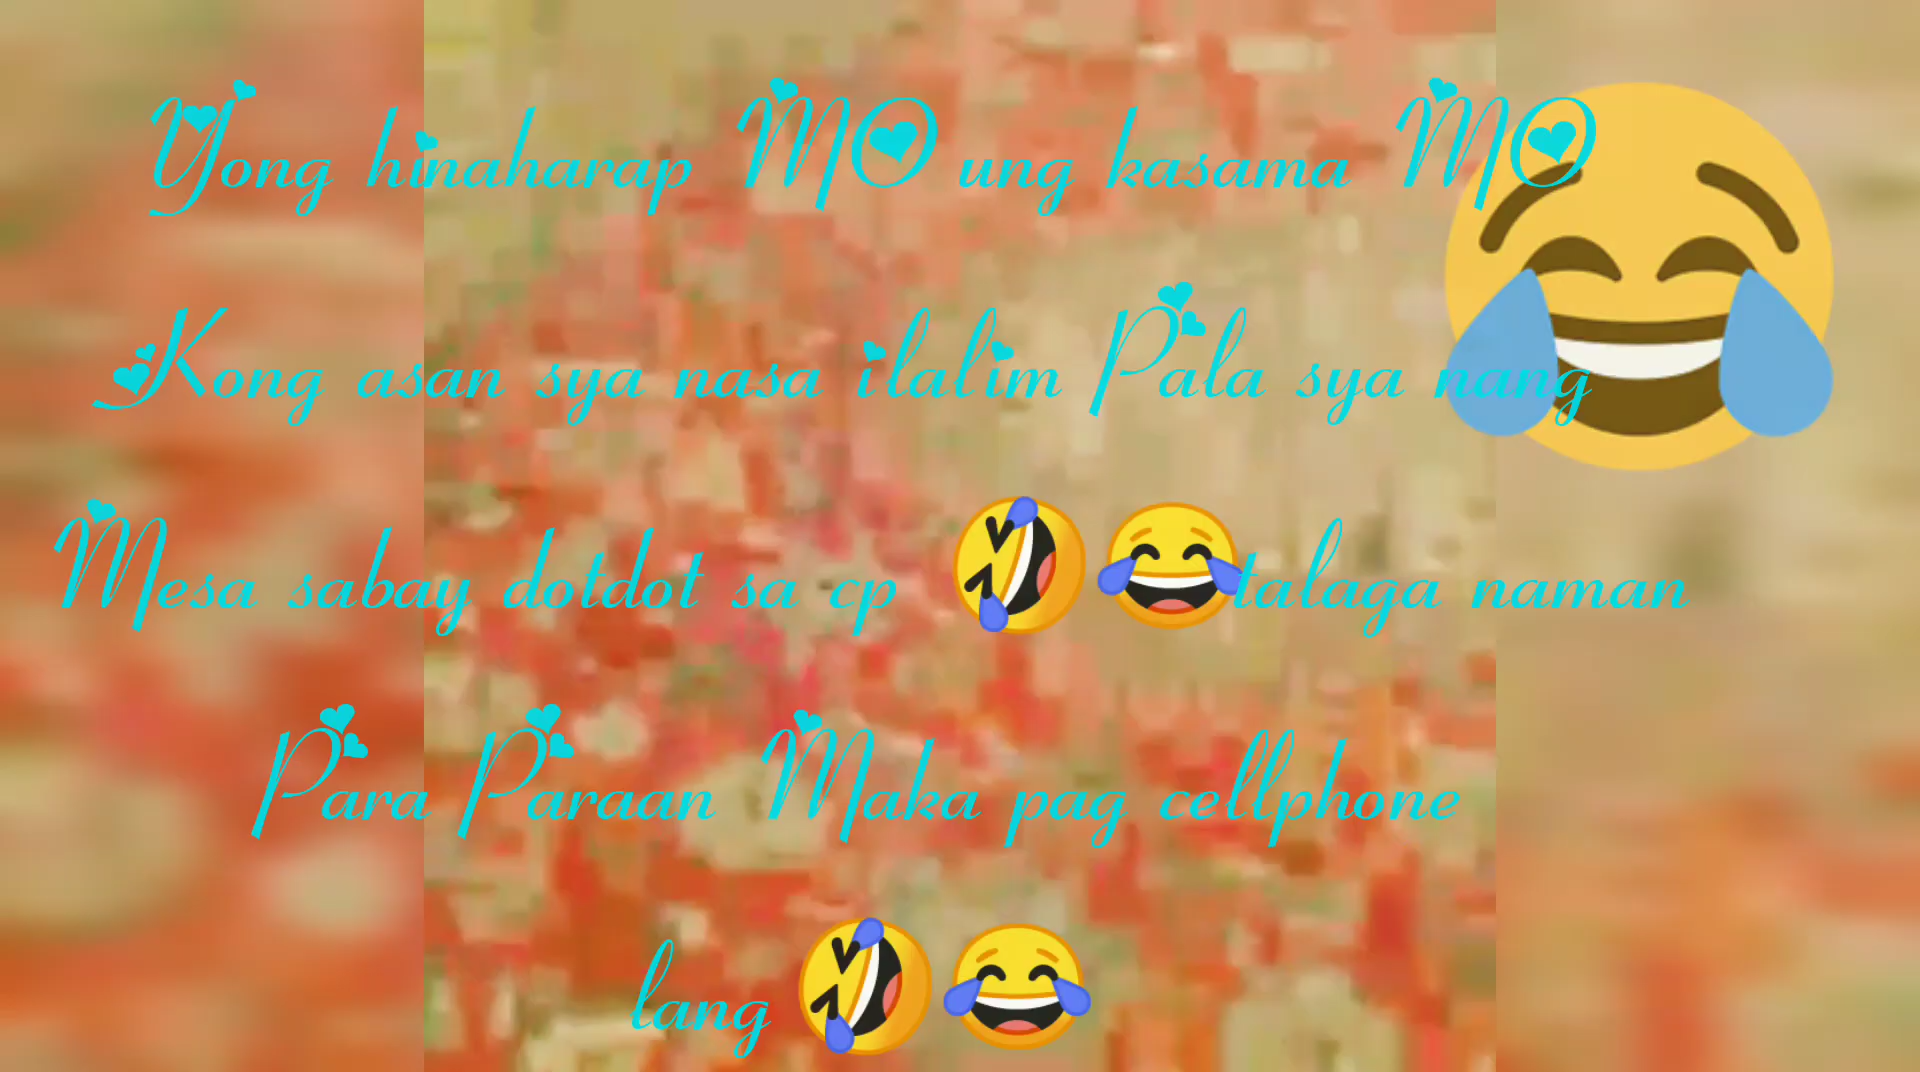 Yong hinaharap MO ung kasama MO
Kong asan sya nasa ilalim Pala sya nang
Mesa sabay dotdot sa cp 🤣😂talaga naman
Para Paraan Maka pag cellphone
lang 🤣😂